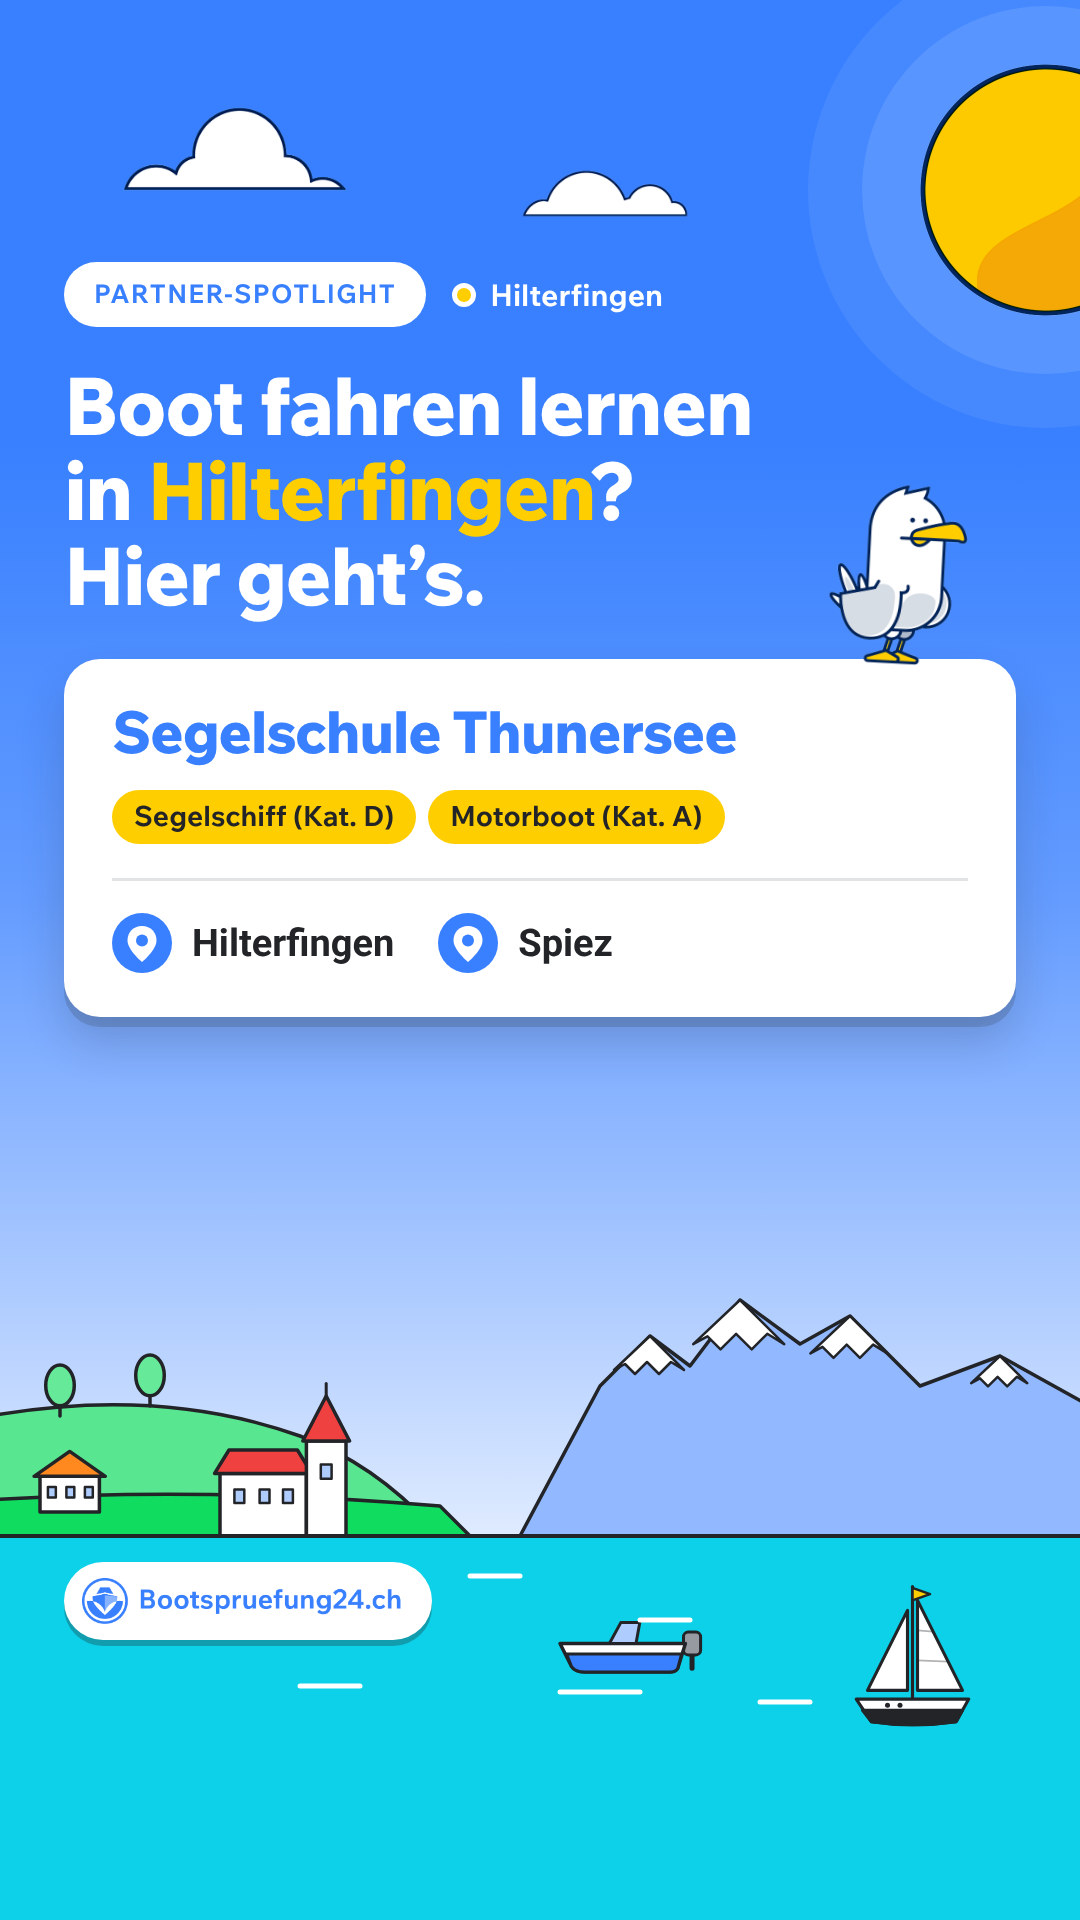 PARTNER-SPOTLIGHT
Hilterfingen
Boot fahren lernen
in Hilterfingen?
Hier geht’s.
Segelschule Thunersee
Segelschiff (Kat. D)
Motorboot (Kat. A)
Hilterfingen
Spiez
Bootspruefung24.ch